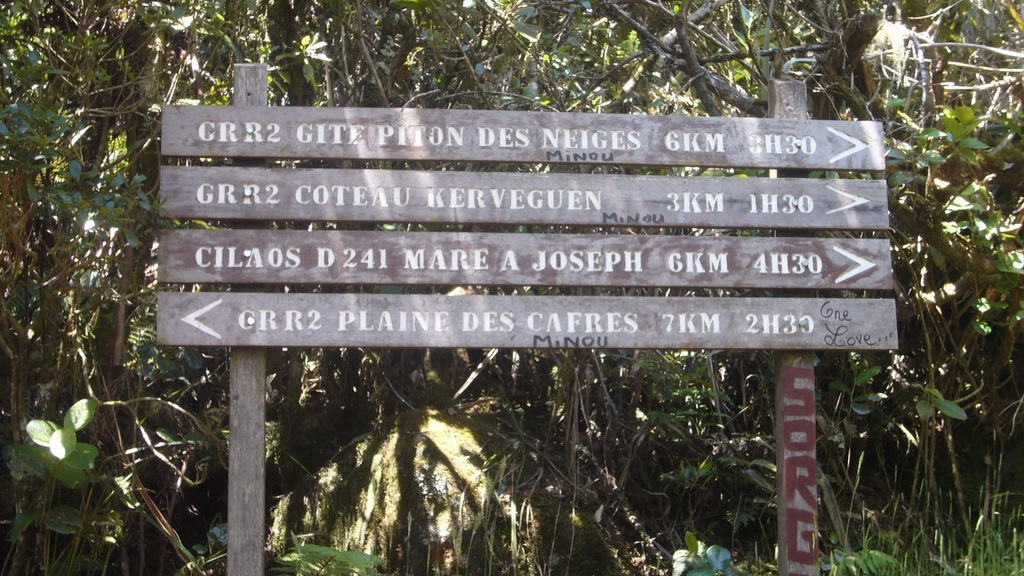 GRR2 GITE PITON DES NEIGES 6KM 3H30 >
MINOU
GRR2 COTEAU KERVEGUEN 3KM 1H30 >
MINOU
CILAOS D241 MARE A JOSEPH 6KM 4H30 >
< GRR2 PLAINE DES CAFRES 7KM 2H30
One
Love...
MINOU
SORG